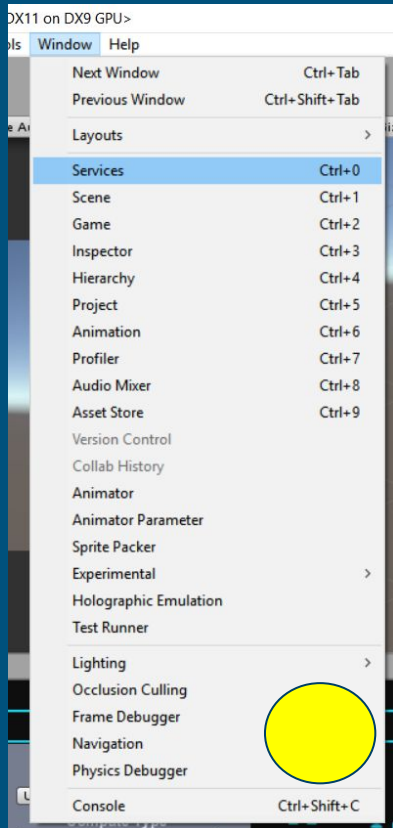 DX11 on DX9 GPU>
ols Window Help
Next Window Ctrl+Tab
Previous Window Ctrl+Shift+Tab
Layouts >
Services Ctrl+0
Scene Ctrl+1
Game Ctrl+2
Inspector Ctrl+3
Hierarchy Ctrl+4
Project Ctrl+5
Animation Ctrl+6
Profiler Ctrl+7
Audio Mixer Ctrl+8
Asset Store Ctrl+9
Version Control
Collab History
Animator
Animator Parameter
Sprite Packer
Experimental >
Holographic Emulation
Test Runner
Lighting >
Occlusion Culling
Frame Debugger
Navigation
Physics Debugger
Console Ctrl+Shift+C